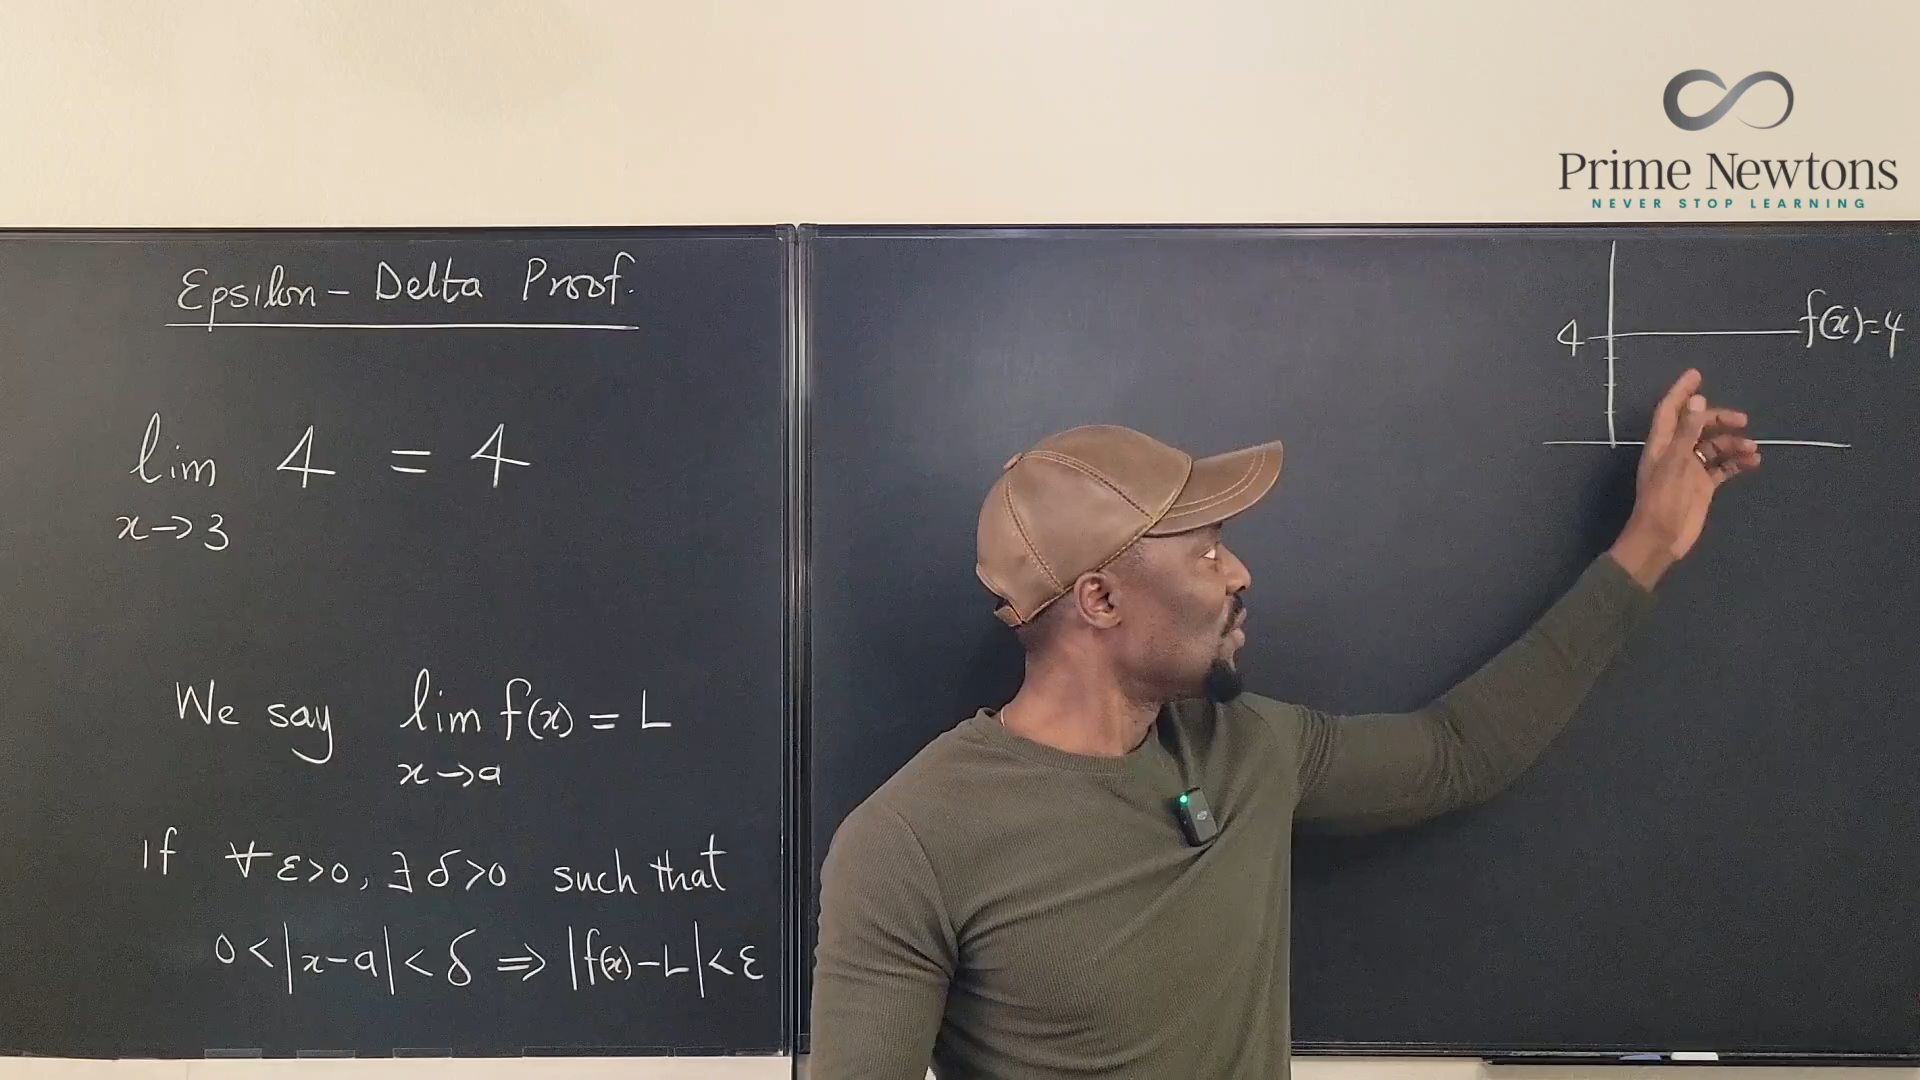 Prime Newtons
NEVER STOP LEARNING
Epsilon - Delta Proof.
lim 4 = 4
x→3
We say lim f(x) = L
x→a
If ∀ε>0, ∃ δ>0 such that
0<|x-a|<δ ⇒ |f(x)-L|<ε
4
f(x)=4